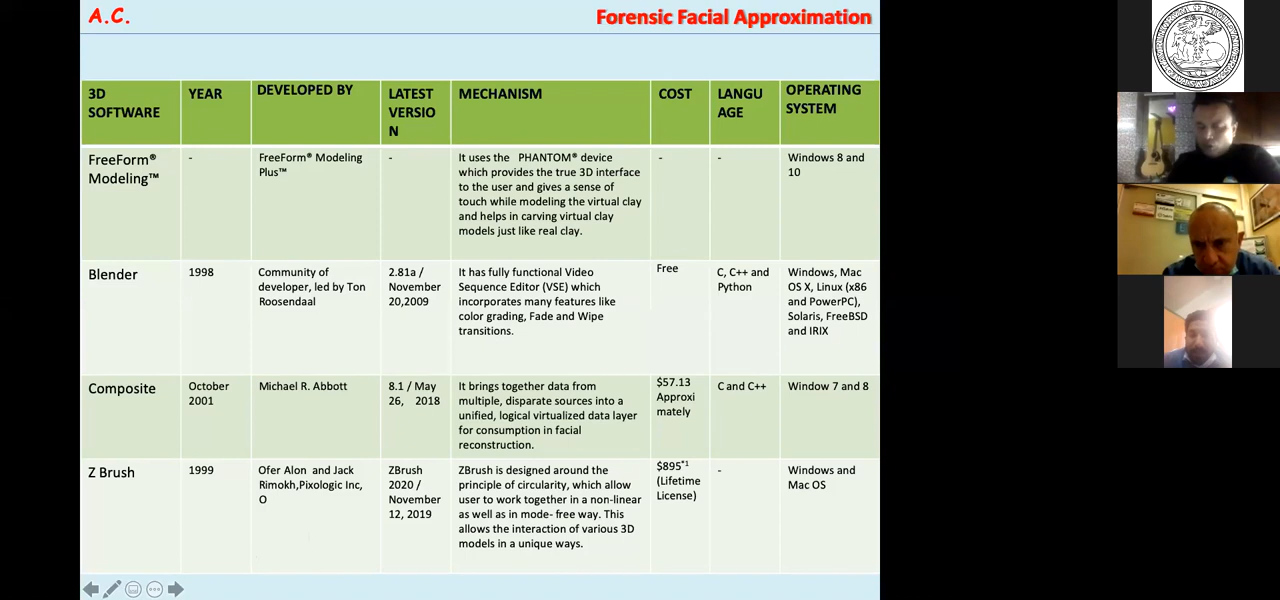 A.C.
Forensic Facial Approximation
3D
SOFTWARE
YEAR
DEVELOPED BY
LATEST
VERSIO
N
MECHANISM
COST
LANGU
AGE
OPERATING
SYSTEM
FreeForm®
Modeling™
-
FreeForm® Modeling
Plus™
-
It uses the PHANTOM® device
which provides the true 3D interface
to the user and gives a sense of
touch while modeling the virtual clay
and helps in carving virtual clay
models just like real clay.
-
-
Windows 8 and
10
Blender
1998
Community of
developer, led by Ton
Roosendaal
2.81a /
November
20,2009
It has fully functional Video
Sequence Editor (VSE) which
incorporates many features like
color grading, Fade and Wipe
transitions.
Free
C, C++ and
Python
Windows, Mac
OS X, Linux (x86
and PowerPC),
Solaris, FreeBSD
and IRIX
Composite
October
2001
Michael R. Abbott
8.1 / May
26, 2018
It brings together data from
multiple, disparate sources into a
unified, logical virtualized data layer
for consumption in facial
reconstruction.
$57.13
Approxi
mately
C and C++
Window 7 and 8
Z Brush
1999
Ofer Alon and Jack
Rimokh,Pixologic Inc,
O
ZBrush
2020 /
November
12, 2019
ZBrush is designed around the
principle of circularity, which allow
user to work together in a non-linear
as well as in mode- free way. This
allows the interaction of various 3D
models in a unique ways.
$895*1
(Lifetime
License)
-
Windows and
Mac OS